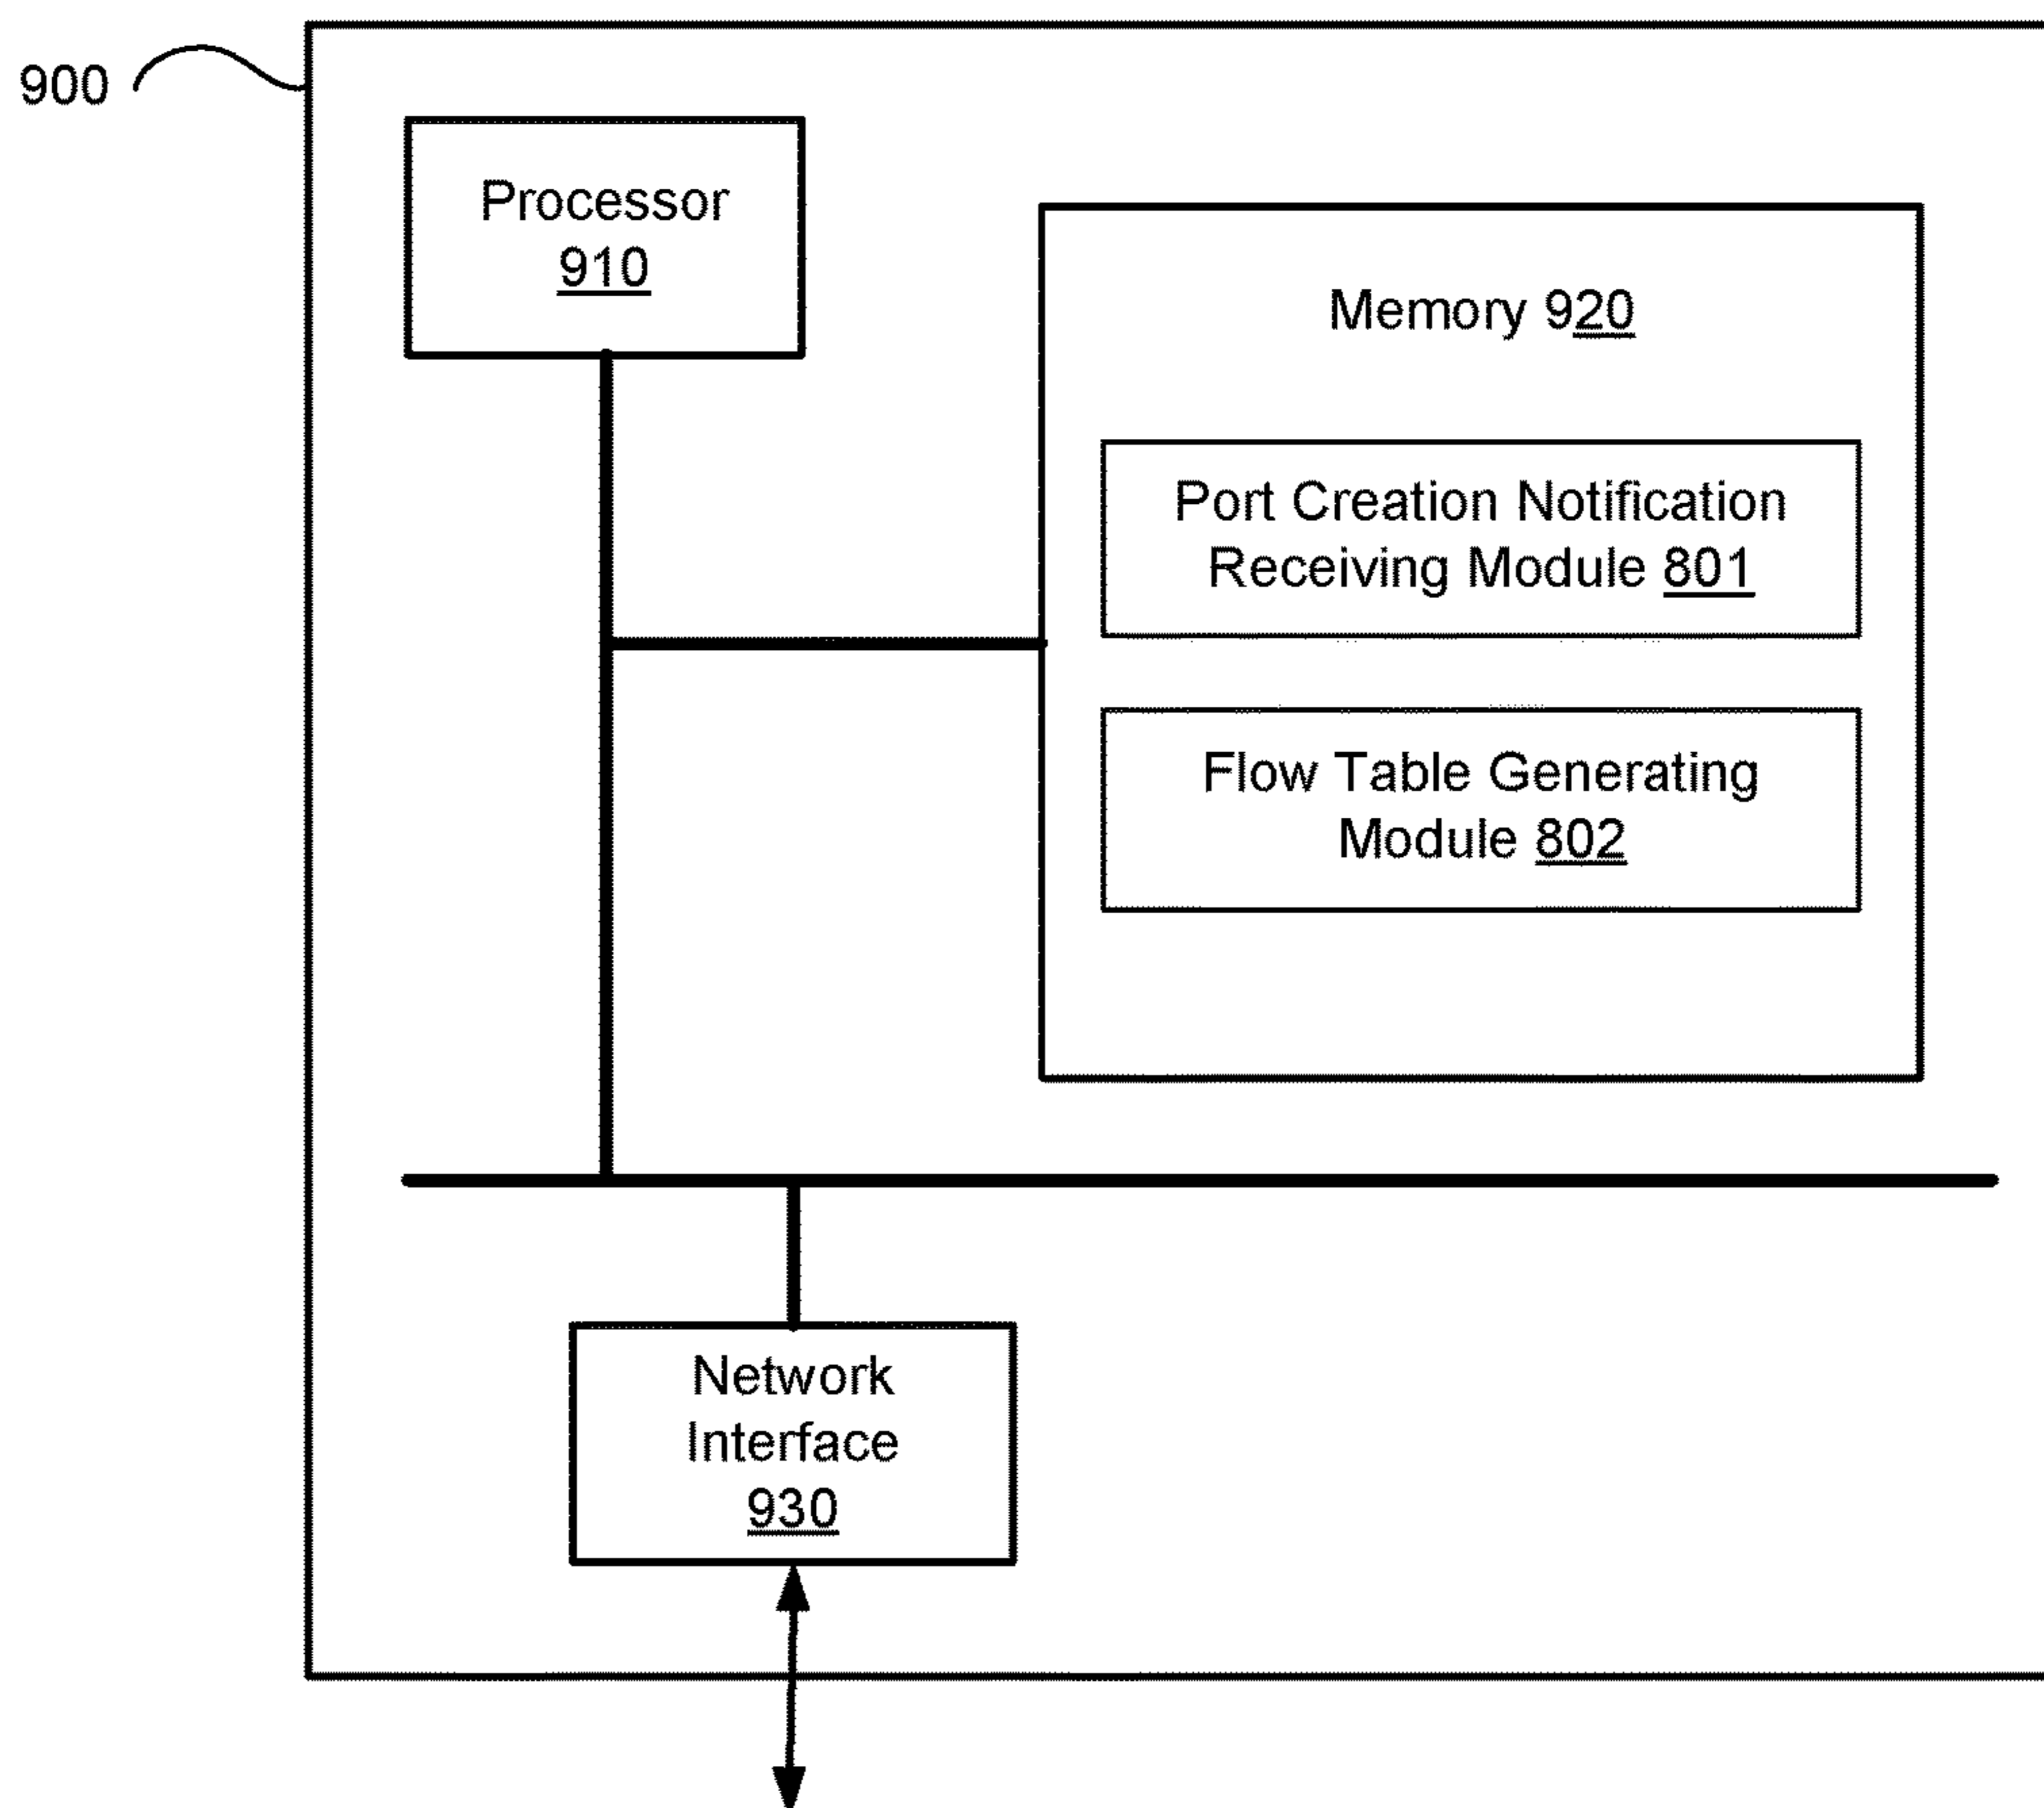 900
Processor
910
Memory 920
Port Creation Notification
Receiving Module 801
Flow Table Generating
Module 802
Network
Interface
930